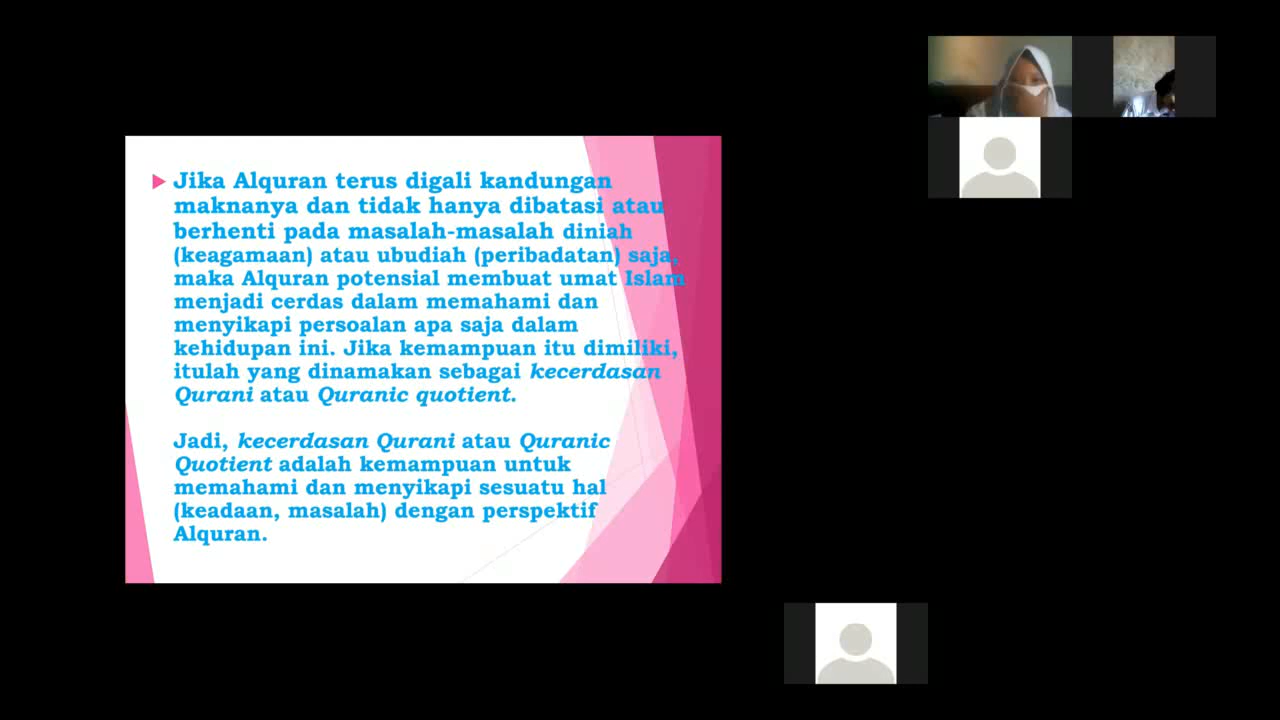 Jika Alquran terus digali kandungan
maknanya dan tidak hanya dibatasi atau
berhenti pada masalah-masalah diniah
(keagamaan) atau ubudiah (peribadatan) saja,
maka Alquran potensial membuat umat Islam
menjadi cerdas dalam memahami dan
menyikapi persoalan apa saja dalam
kehidupan ini. Jika kemampuan itu dimiliki,
itulah yang dinamakan sebagai kecerdasan
Qurani atau Quranic quotient.
Jadi, kecerdasan Qurani atau Quranic
Quotient adalah kemampuan untuk
memahami dan menyikapi sesuatu hal
(keadaan, masalah) dengan perspektif
Alquran.